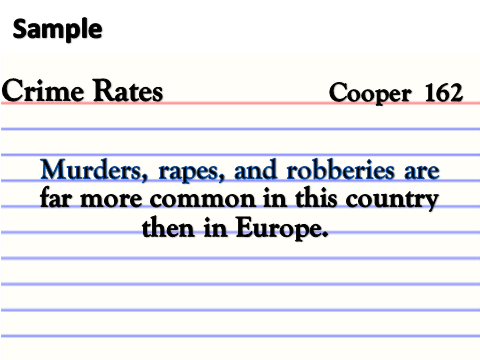 Sample
Crime Rates Cooper 162
Murders, rapes, and robberies are
far more common in this country
then in Europe.